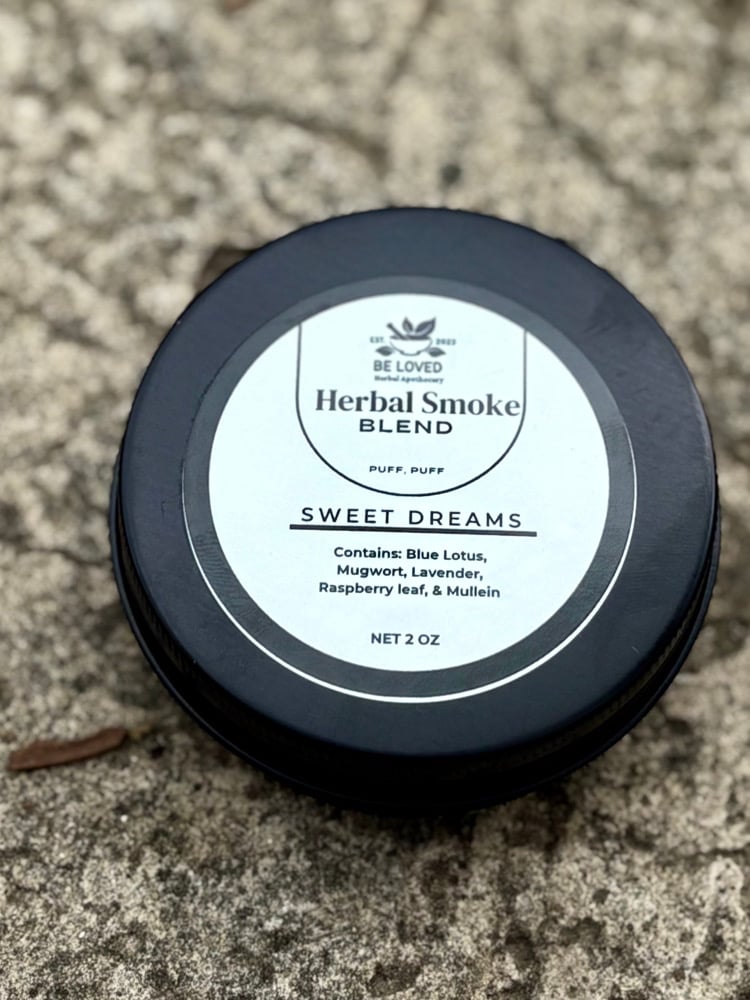 EST. 2023
BE LOVED
Herbal Apothecary
Herbal Smoke
BLEND
PUFF, PUFF
SWEET DREAMS
Contains: Blue Lotus,
Mugwort, Lavender,
Raspberry leaf, & Mullein
NET 2 OZ